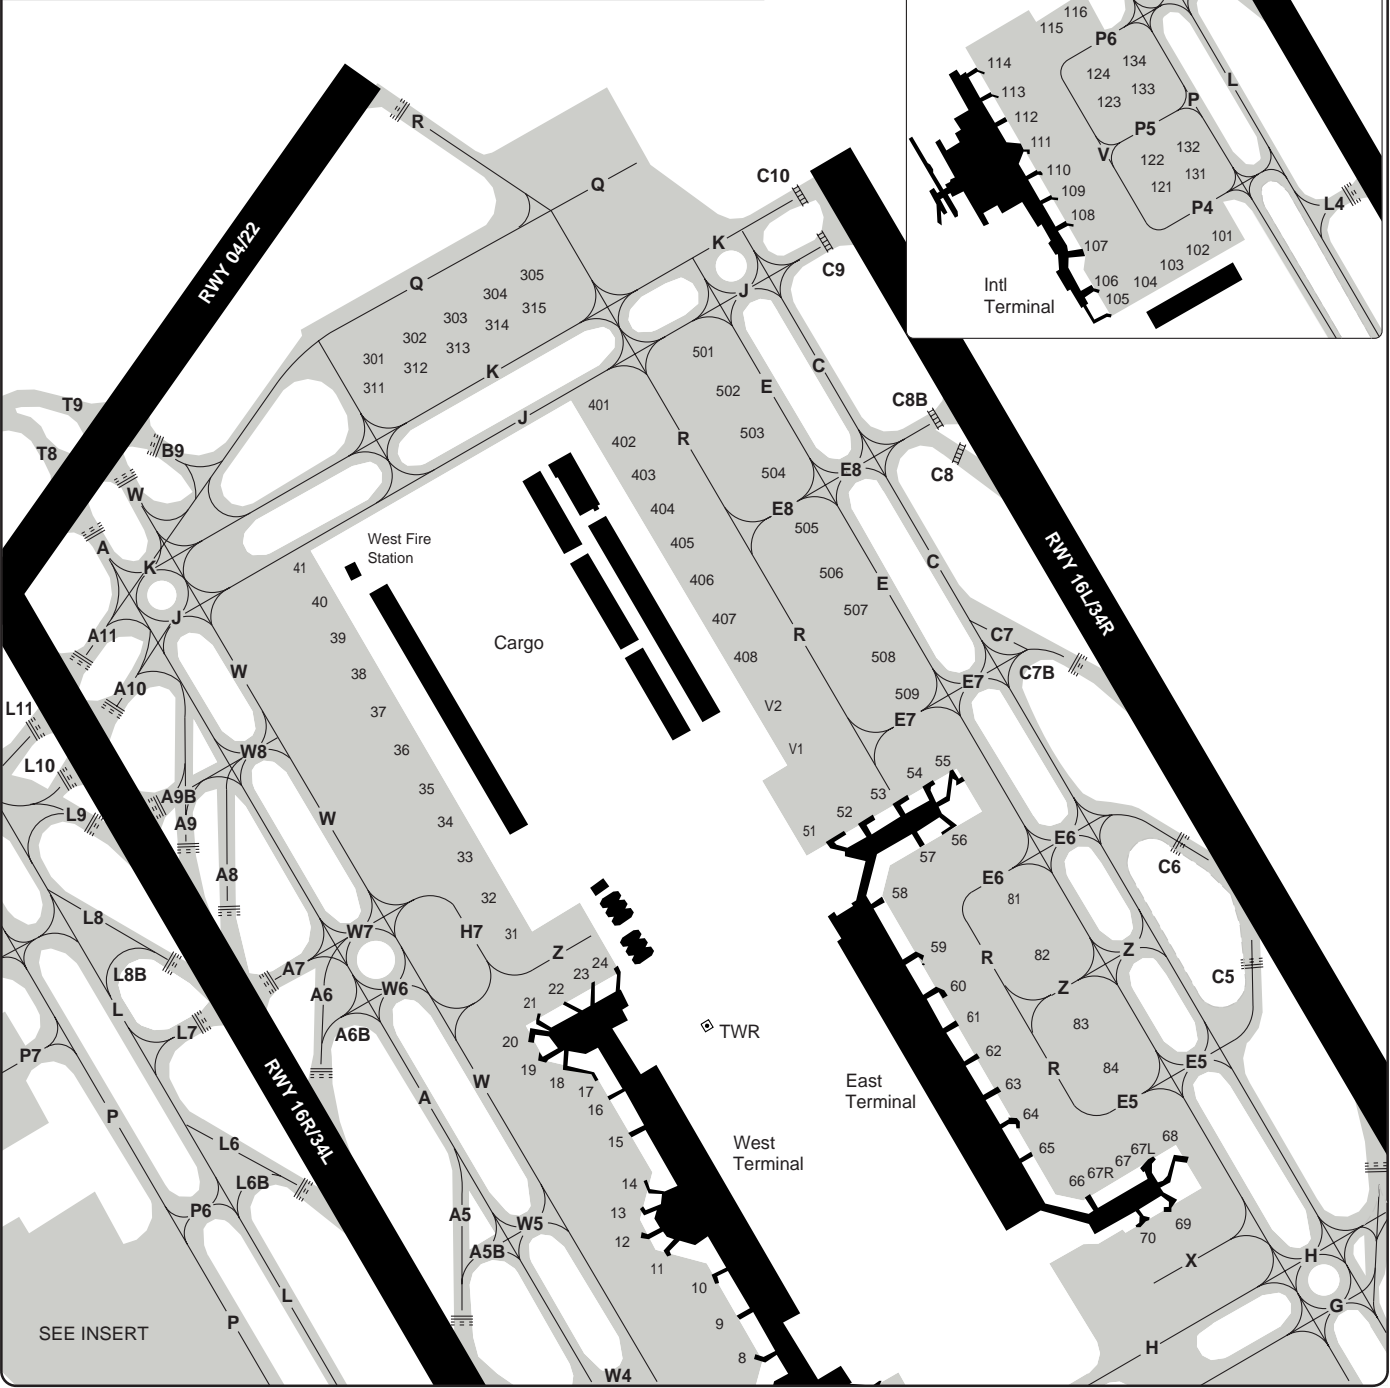 116
115
P6
134
124
114
L
133
113
P
123
112
P5
111
132
V
122
110
131
121
109
L4
P4
108
101
107
102
103
106
104
Intl
Terminal
105
R
C10
Q
K
RWY 04/22
C9
305
Q
J
304
315
303
314
302
313
501
301
312
K
C
311
E
502
C8B
T9
401
J
503
R
402
B9
T8
E8
504
C8
403
W
404
E8
505
West Fire
Station
405
A
RWY 16L/34R
C
K
41
506
406
E
40
507
J
407
A11
39
R
C7
Cargo
508
408
W
38
C7B
A10
E7
509
L11
37
V2
E7
W8
36
V1
L10
55
54
A9B
35
53
L9
W
52
A9
34
51
56
E6
33
57
C6
A8
E6
32
58
81
L8
W7
H7
31
59
Z
Z
82
R
24
A7
23
L8B
60
C5
Z
W6
22
A6
21
L
61
83
L7
TWR
A6B
20
62
P7
E5
R
84
19
RWY 16R/34L
East
Terminal
18
W
63
17
A
E5
P
16
64
68
15
West
Terminal
65
67L
L6
67
67R
14
66
L6B
P6
13
A5
W5
69
12
70
A5B
H
X
11
10
L
G
P
9
SEE INSERT
H
8
W4